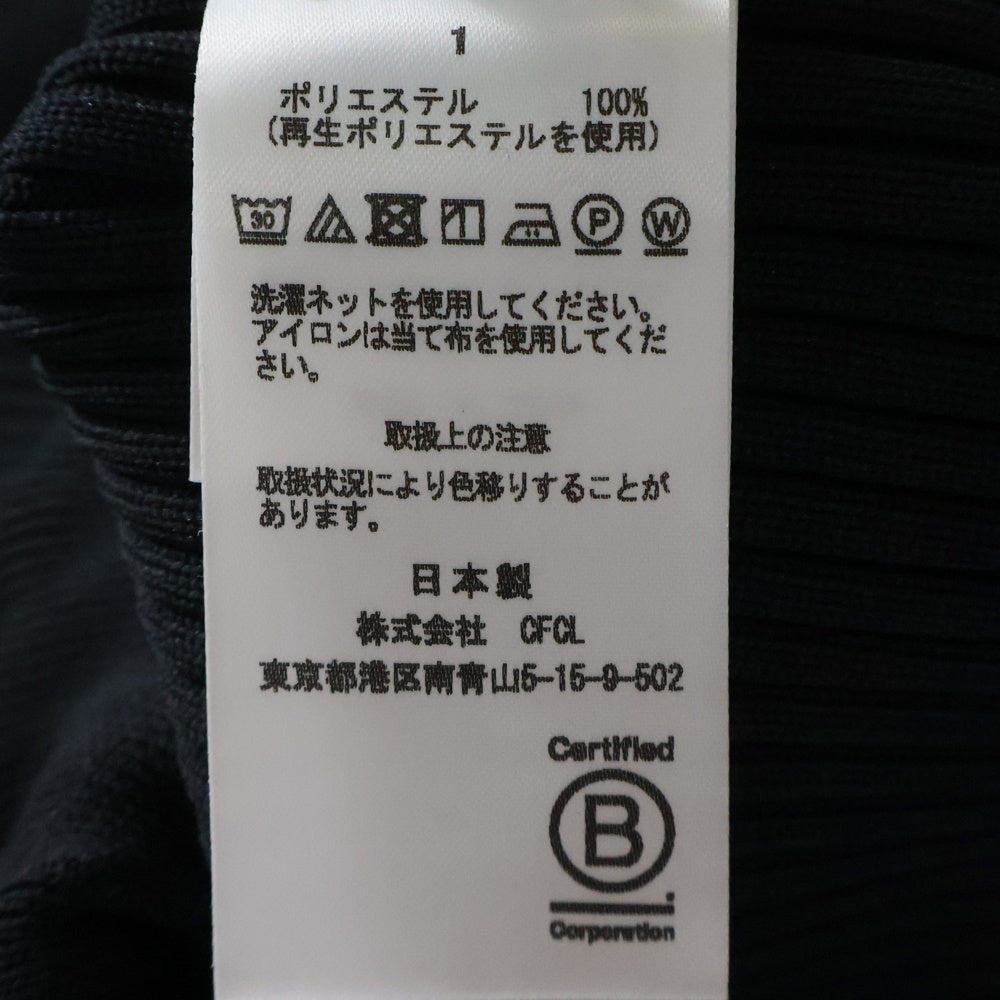 1
ポリエステル 100%
(再生ポリエステルを使用)
30 P W
洗濯ネットを使用してください。
アイロンは当て布を使用してくだ
さい。
取扱上の注意
取扱状況により色移りすることが
あります。
日本製
株式会社 CFCL
東京都港区南青山5-15-9-502
Certified
B
Corporation